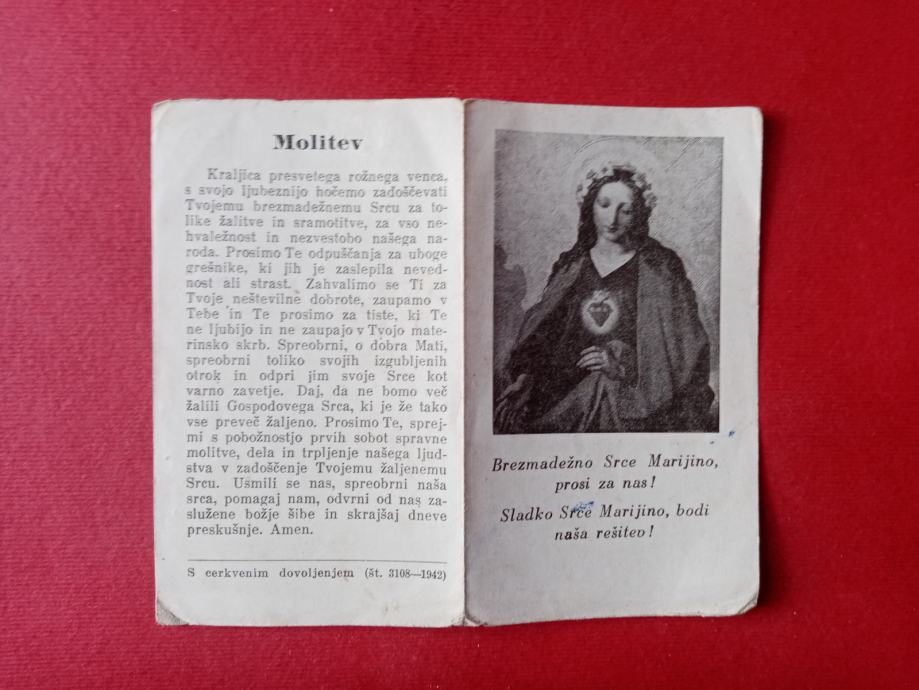 Molitev
Kraljica presvetega rožnega venca,
s svojo ljubeznijo hočemo zadoščevati
Tvojemu brezmadežnemu Srcu za to-
like žalitve in sramotitve, za vso ne-
hvaležnost in nezvestobo našega na-
roda. Prosimo Te odpuščanja za uboge
grešnike, ki jih je zaslepila neved-
nost ali strast. Zahvalimo se Ti za
Tvoje neštevilne dobrote, zaupamo v
Tebe in Te prosimo za tiste, ki Te
ne ljubijo in ne zaupajo v Tvojo mate-
rinsko skrb. Spreobrni, o dobra Mati,
spreobrni toliko svojih izgubljenih
otrok in odpri jim svoje Srce kot
varno zavetje. Daj, da ne bomo več
žalili Gospodovega Srca, ki je že tako
vse preveč žaljeno. Prosimo Te, sprej-
mi s pobožnostjo prvih sobot spravne
molitve, dela in trpljenje našega ljud-
stva v zadoščenje Tvojemu žaljenemu
Srcu. Usmili se nas, spreobrni naša
srca, pomagaj nam, odvrni od nas za-
služene božje šibe in skrajšaj dneve
preskušnje. Amen.
S cerkvenim dovoljenjem (št. 3108—1942)
Brezmadežno Srce Marijino,
prosi za nas!
Sladko Srce Marijino, bodi
naša rešitev!